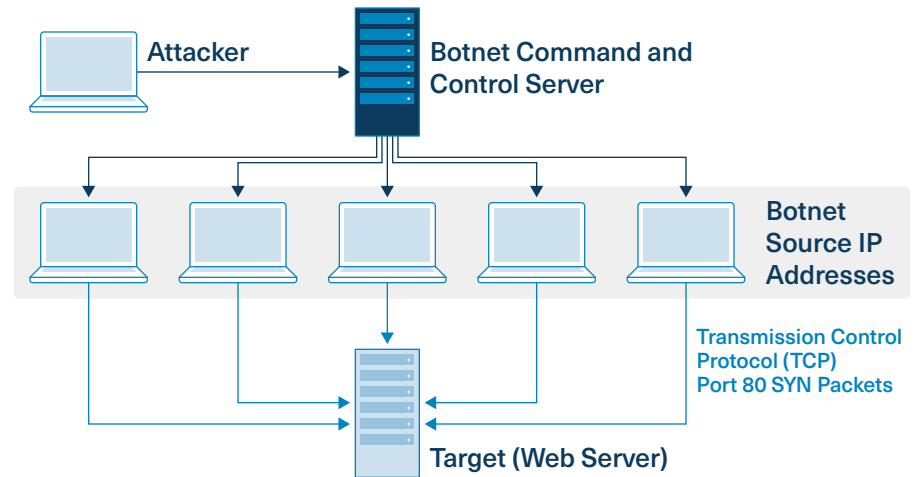 Attacker
Botnet Command and
Control Server
Botnet
Source IP
Addresses
Transmission Control
Protocol (TCP)
Port 80 SYN Packets
Target (Web Server)